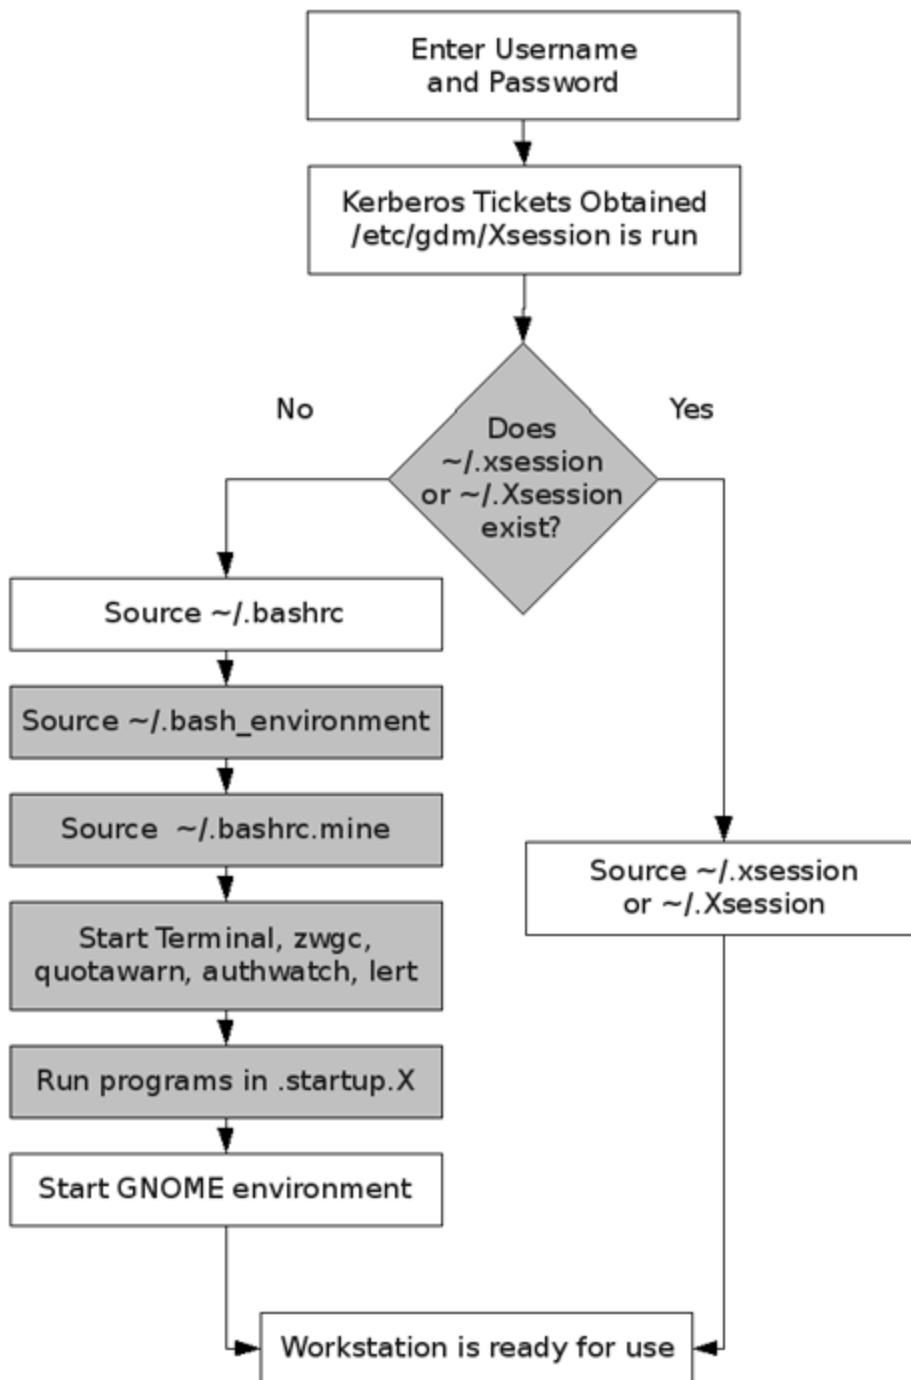 Enter Username
and Password
Kerberos Tickets Obtained
/etc/gdm/Xsession is run
No
Yes
Does
~/.xsession
or ~/.Xsession
exist?
Source ~/.bashrc
Source ~/.bash_environment
Source  ~/.bashrc.mine
Start Terminal, zwgc,
quotawarn, authwatch, lert
Run programs in .startup.X
Start GNOME environment
Source ~/.xsession
or ~/.Xsession
Workstation is ready for use